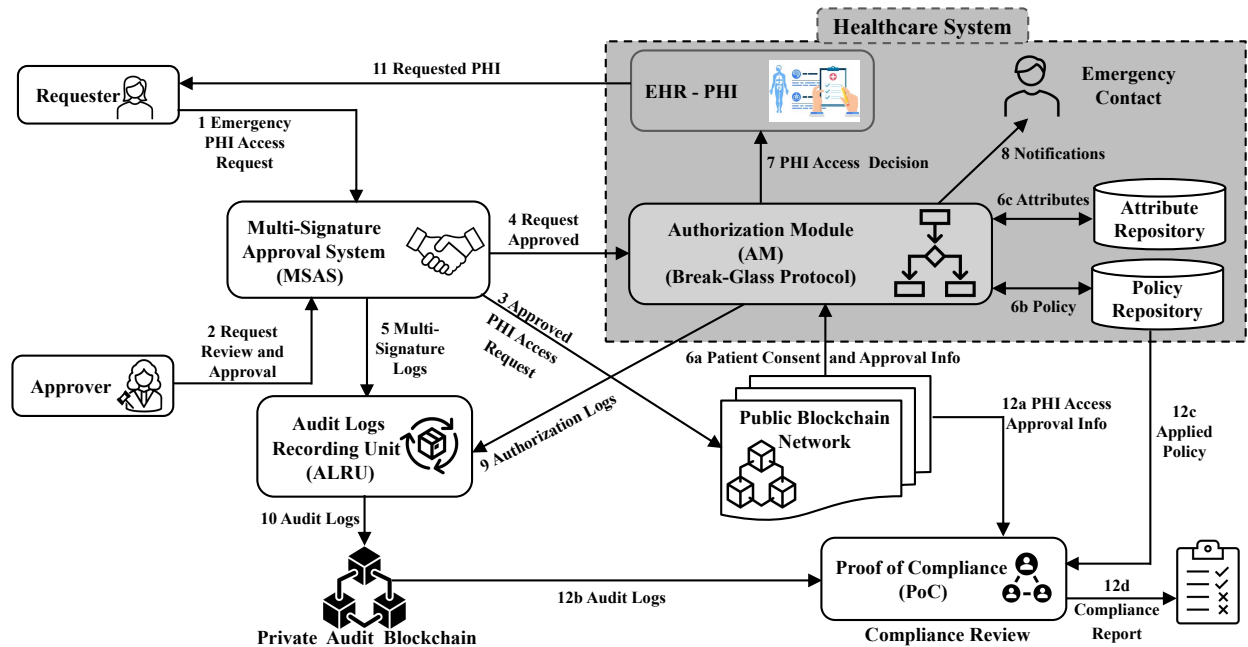 Healthcare System
11 Requested PHI
Requester
EHR - PHI
Emergency
Contact
1 Emergency
PHI Access
Request
7 PHI Access Decision
8 Notifications
Multi-Signature
Approval System
(MSAS)
4 Request
Approved
Authorization Module
(AM)
(Break-Glass Protocol)
6c Attributes
Attribute
Repository
6b Policy
Policy
Repository
2 Request
Review and
Approval
5 Multi-
Signature
Logs
3 Approved
PHI Access
Request
6a Patient Consent and Approval Info
Approver
Audit Logs
Recording Unit
(ALRU)
9 Authorization Logs
Public Blockchain
Network
12a PHI Access
Approval Info
12c
Applied
Policy
10 Audit Logs
Private Audit Blockchain
12b Audit Logs
Proof of Compliance
(PoC)
Compliance Review
12d
Compliance
Report